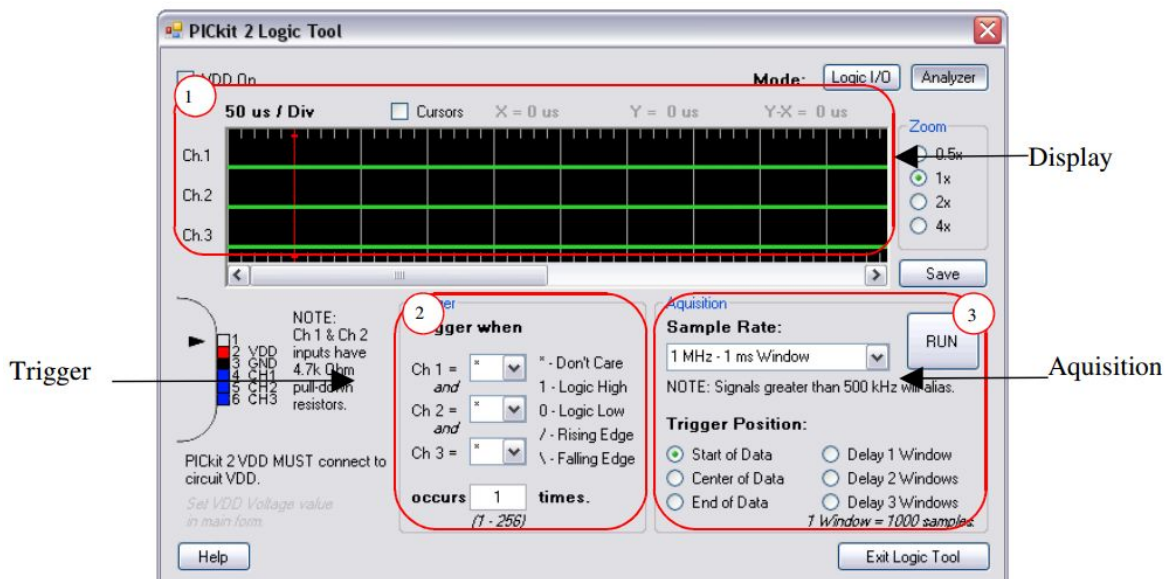 PICkit 2 Logic Tool
VDD On
Mode: Logic I/O Analyzer
1
50 us / Div Cursors X = 0 us Y = 0 us Y-X = 0 us
Zoom
Ch.1
0.5x
Display
1x
Ch.2
2x
4x
Ch.3
Save
Trigger
1
2 VDD
3 GND
4 CH1
5 CH2
6 CH3
NOTE:
Ch 1 & Ch 2
inputs have
4.7k Ohm
pull-down
resistors.
PICkit 2 VDD MUST connect to
circuit VDD.
Set VDD Voltage value
in main form.
2
Trigger when
Ch 1 = *
and
Ch 2 = *
and
Ch 3 = *
* - Don't Care
1 - Logic High
0 - Logic Low
/ - Rising Edge
\ - Falling Edge
occurs 1 times.
(1 - 256)
Aquisition
3
Sample Rate:
RUN
1 MHz - 1 ms Window
NOTE: Signals greater than 500 kHz will alias.
Aquisition
Trigger Position:
Start of Data Delay 1 Window
Center of Data Delay 2 Windows
End of Data Delay 3 Windows
1 Window = 1000 samples
Help
Exit Logic Tool